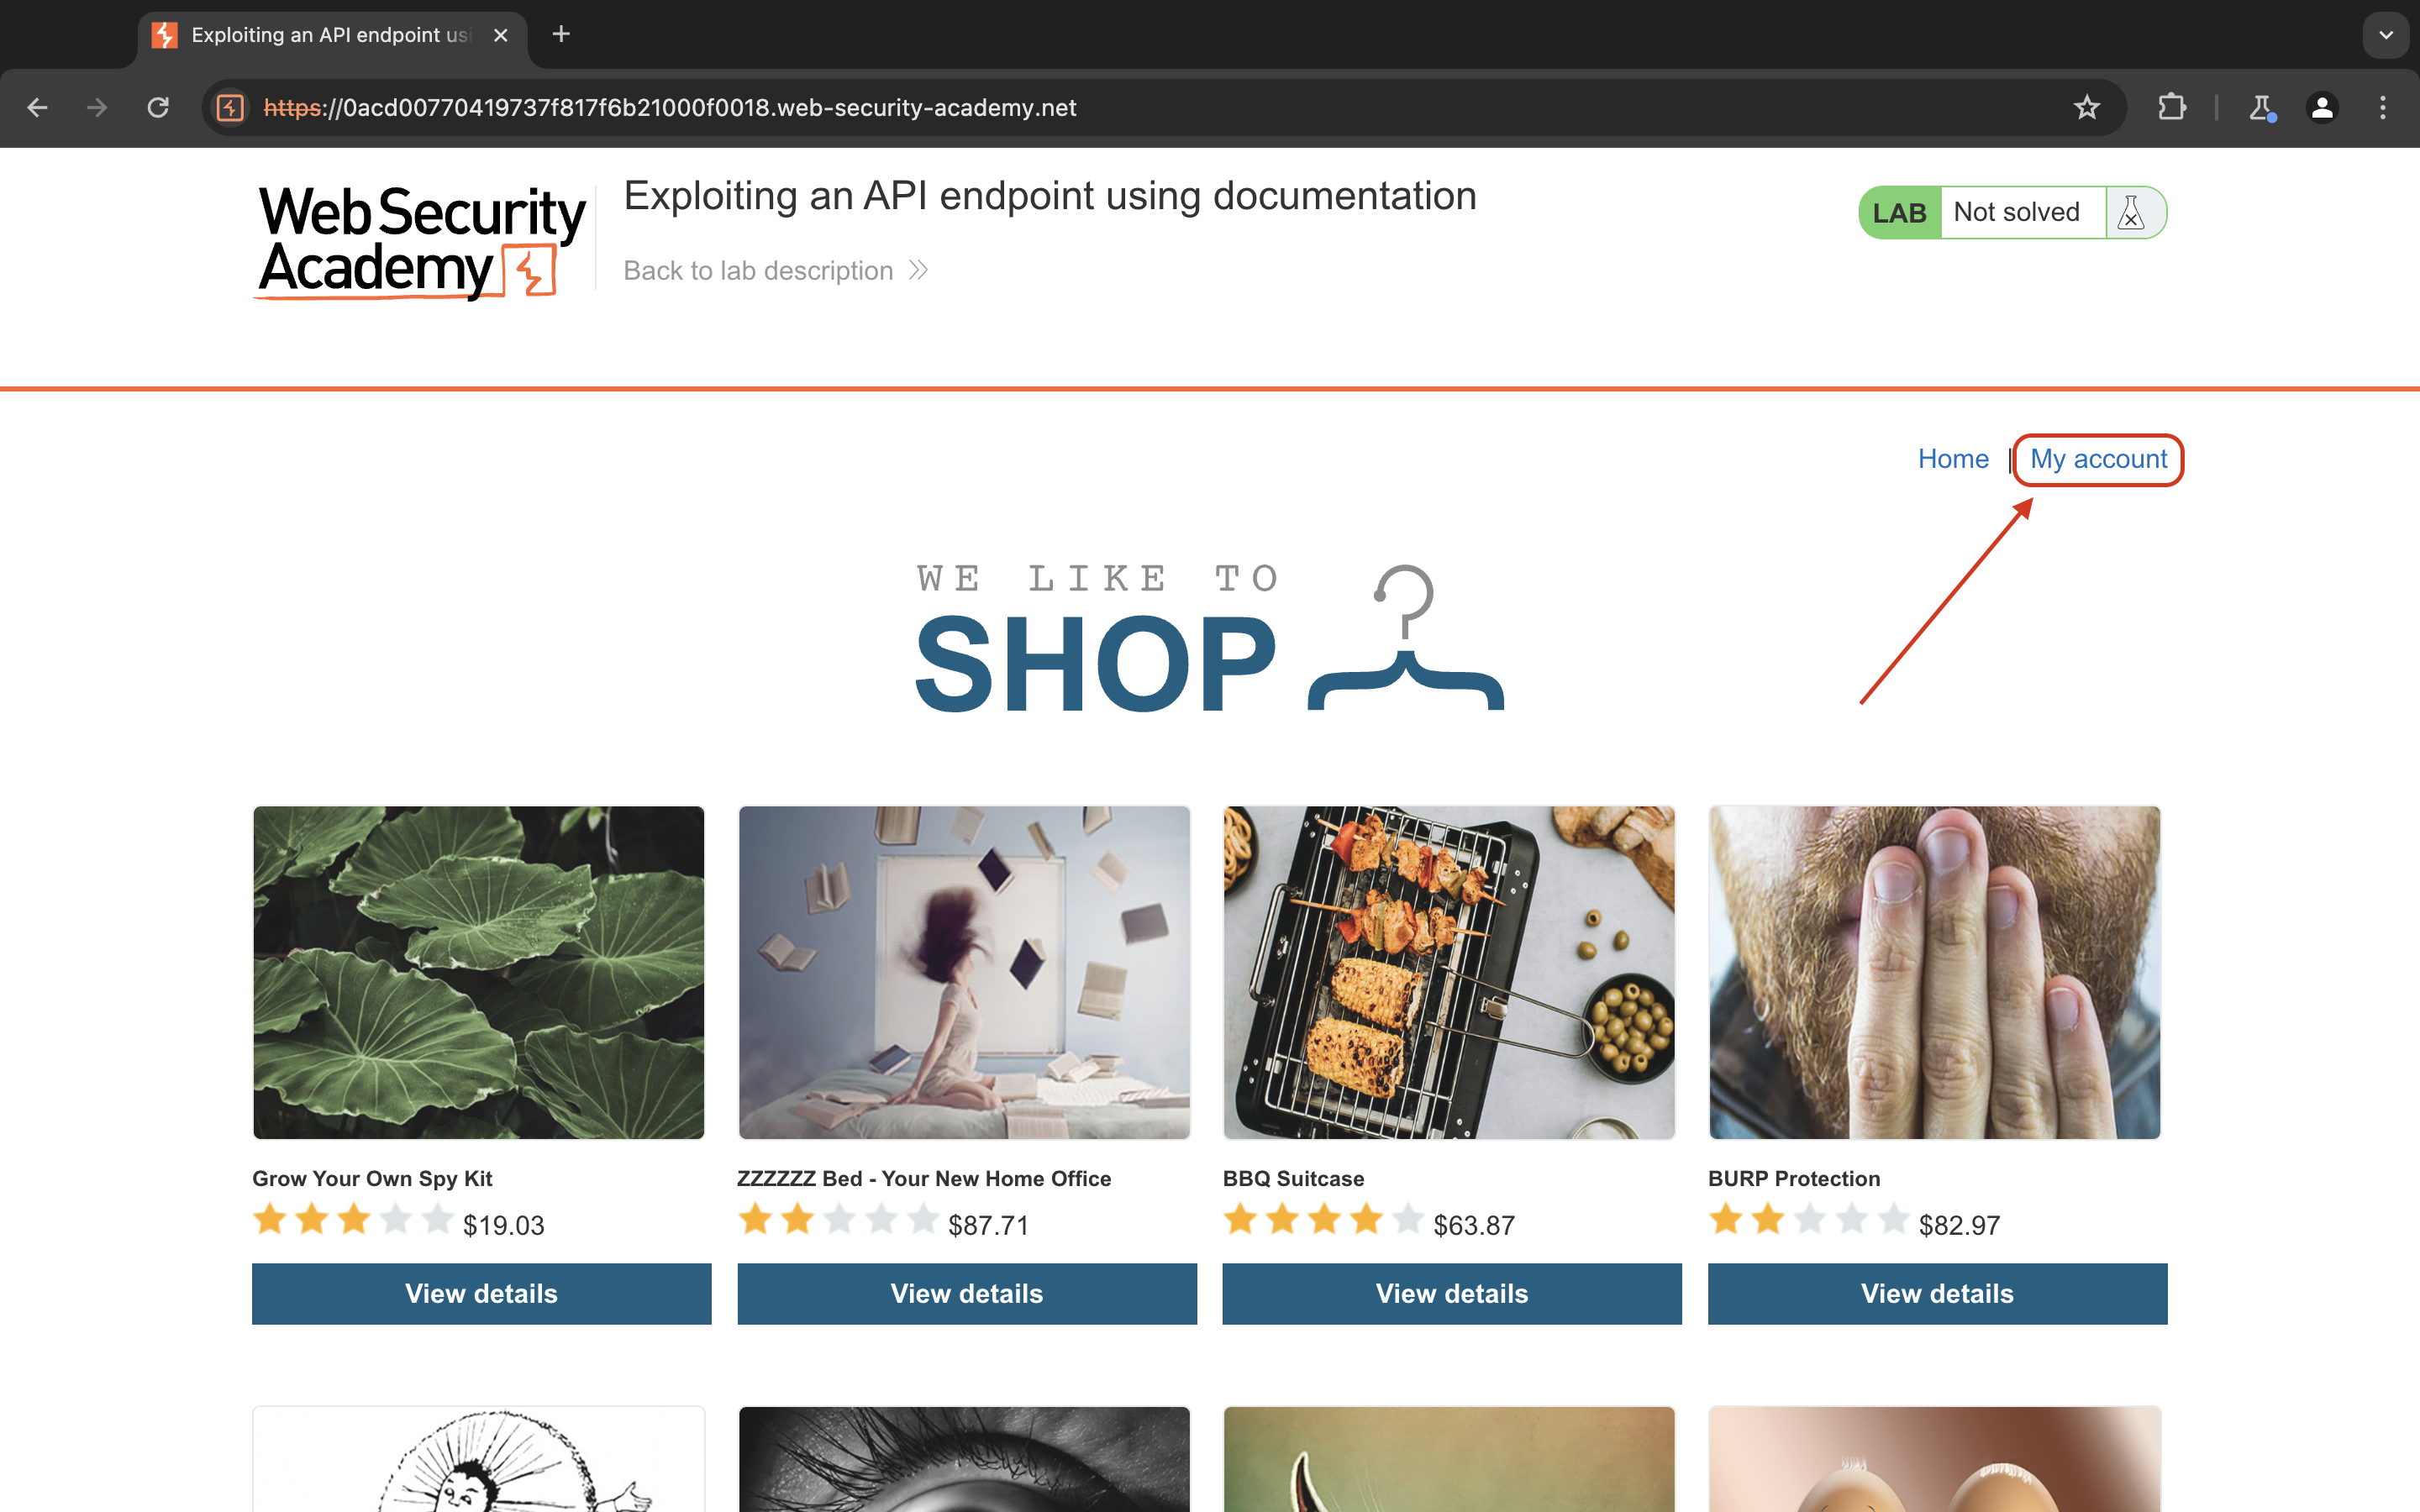 Exploiting an API endpoint usi
https://0acd00770419737f817f6b21000f0018.web-security-academy.net
Web Security
Academy
Exploiting an API endpoint using documentation
Back to lab description
LAB Not solved
Home | My account
WE LIKE TO
SHOP
Grow Your Own Spy Kit
$19.03
View details
ZZZZZZ Bed - Your New Home Office
$87.71
View details
BBQ Suitcase
$63.87
View details
BURP Protection
$82.97
View details